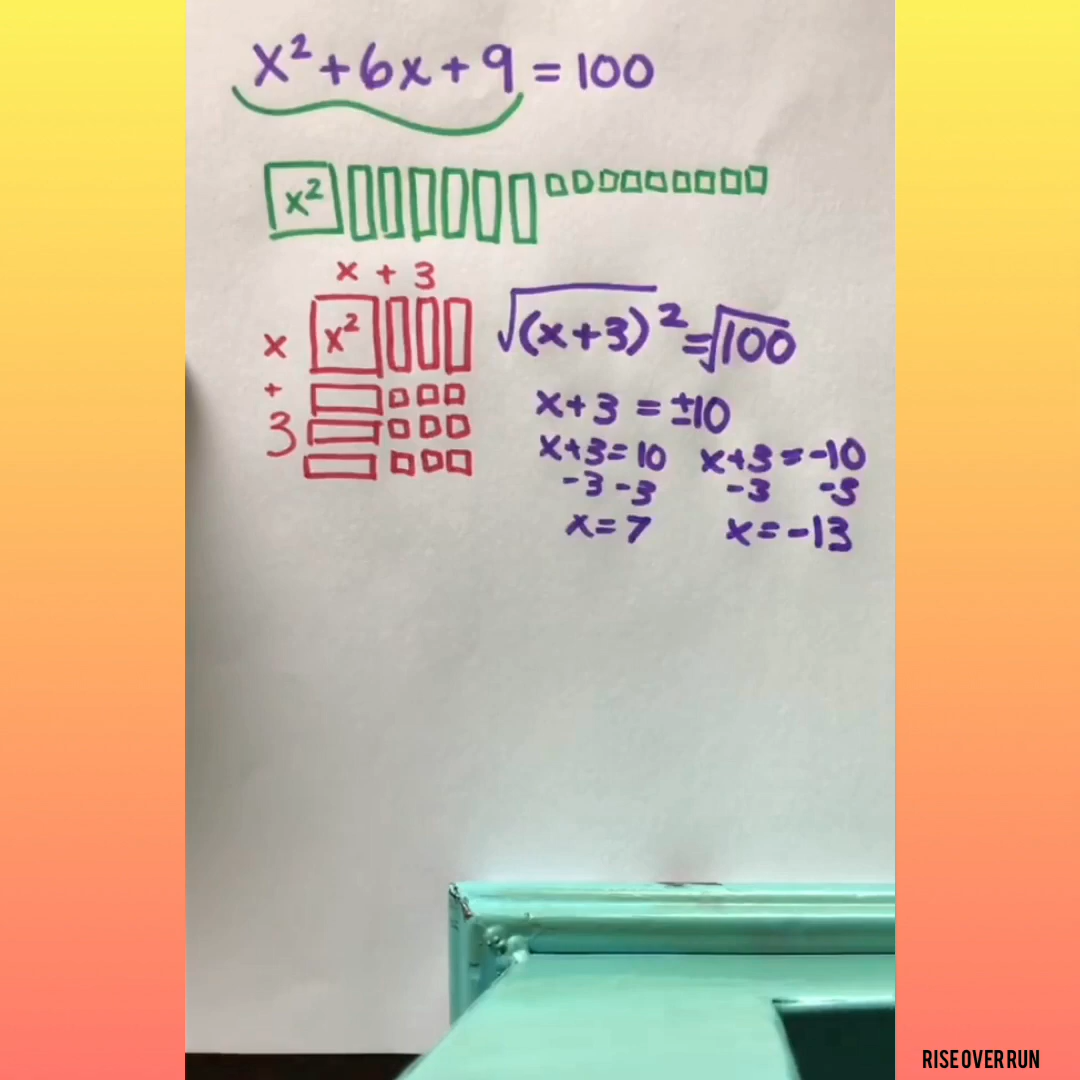 x² + 6x + 9 = 100
x²
x + 3
x
+
3
x²
√(x+3)² = √100
x+3 = ±10
x+3 = 10 x+3 = -10
-3 -3 -3 -3
x = 7 x = -13
RISE OVER RUN